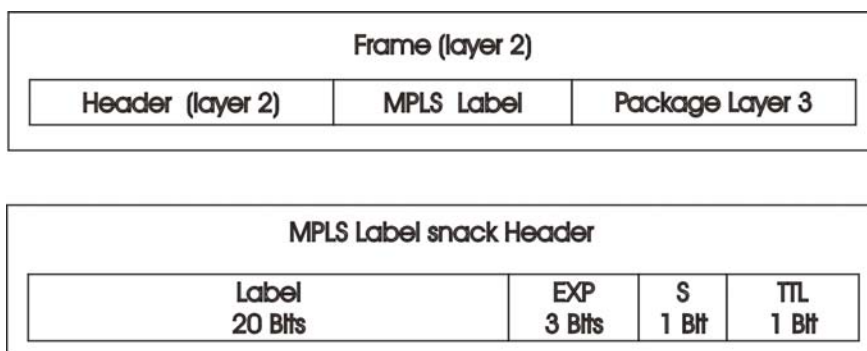 Frame (layer 2)
Header (layer 2) MPLS Label Package Layer 3
MPLS Label snack Header
Label EXP S TTL
20 Bits 3 Bits 1 Bit 1 Bit